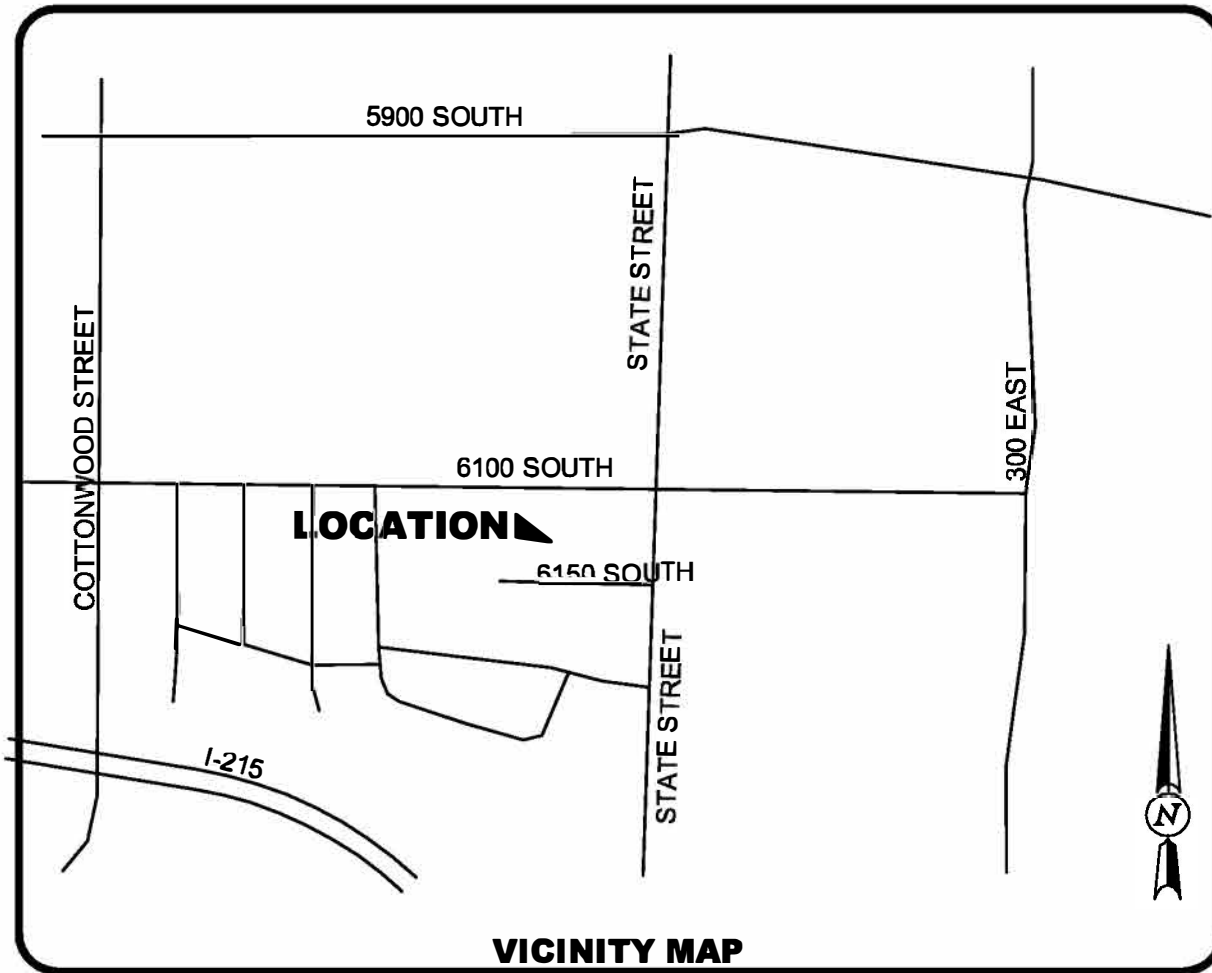 5900 SOUTH
STATE STREET
COTTONWOOD STREET
300 EAST
6100 SOUTH
LOCATION
6150 SOUTH
STATE STREET
I-215
N
VICINITY MAP